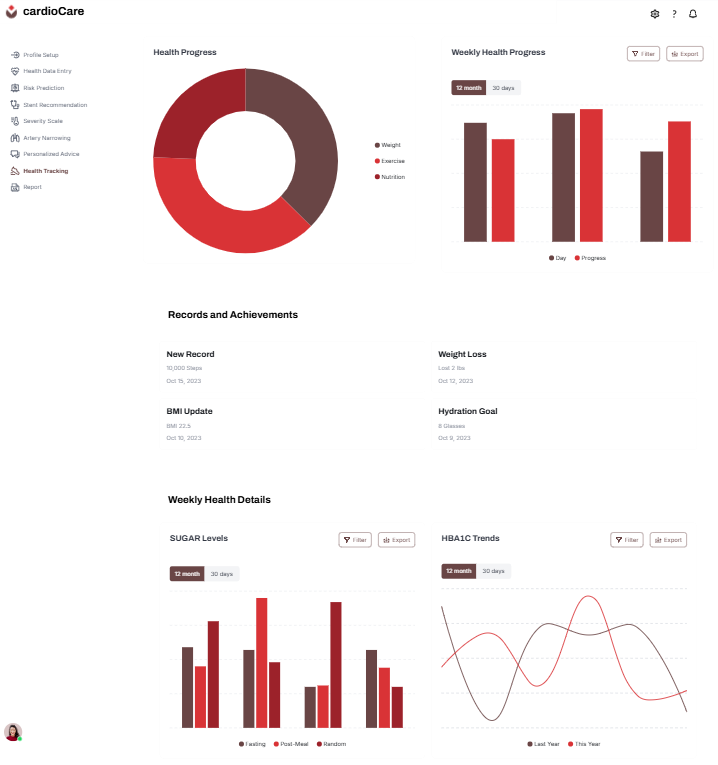 cardioCare
?
Profile Setup
Health Data Entry
Risk Prediction
Stent Recommendation
Severity Scale
Artery Narrowing
Personalized Advice
Health Tracking
Report
Health Progress
Weight
Exercise
Nutrition
Weekly Health Progress
Filter
Export
12 month 30 days
Day Progress
Records and Achievements
New Record
10,000 Steps
Oct 15, 2023
Weight Loss
Lost 2 lbs
Oct 12, 2023
BMI Update
BMI 22.5
Oct 10, 2023
Hydration Goal
8 Glasses
Oct 9, 2023
Weekly Health Details
SUGAR Levels
Filter
Export
12 month 30 days
Fasting Post-Meal Random
HBA1C Trends
Filter
Export
12 month 30 days
Last Year This Year